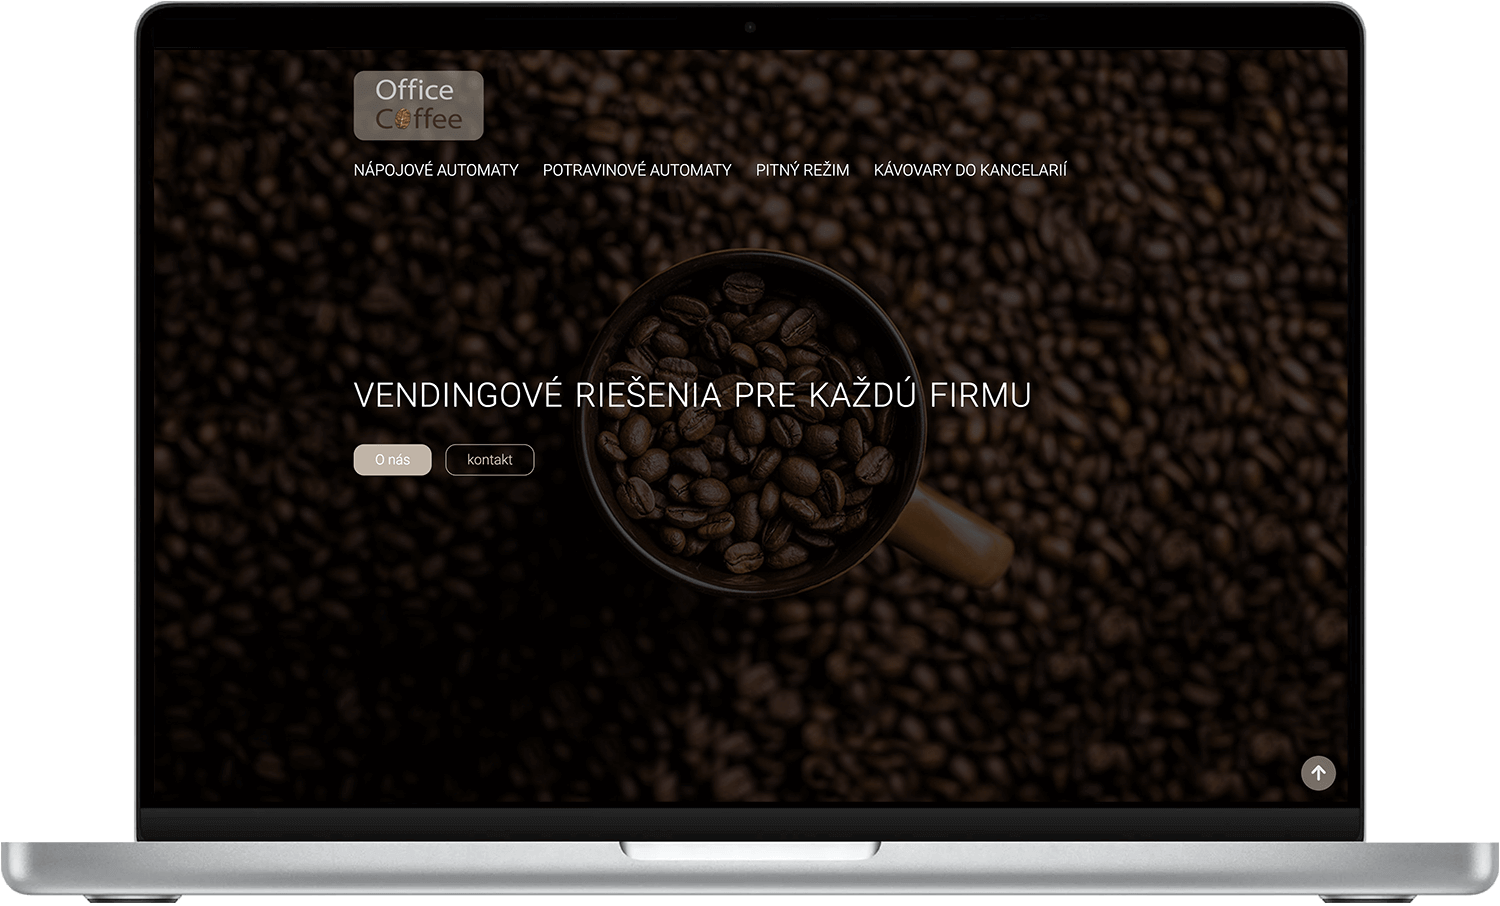 Office
Coffee
NÁPOJOVÉ AUTOMATY POTRAVINOVÉ AUTOMATY PITNÝ REŽIM KÁVOVARY DO KANCELARIÍ
VENDINGOVÉ RIEŠENIA PRE KAŽDÚ FIRMU
O nás kontakt